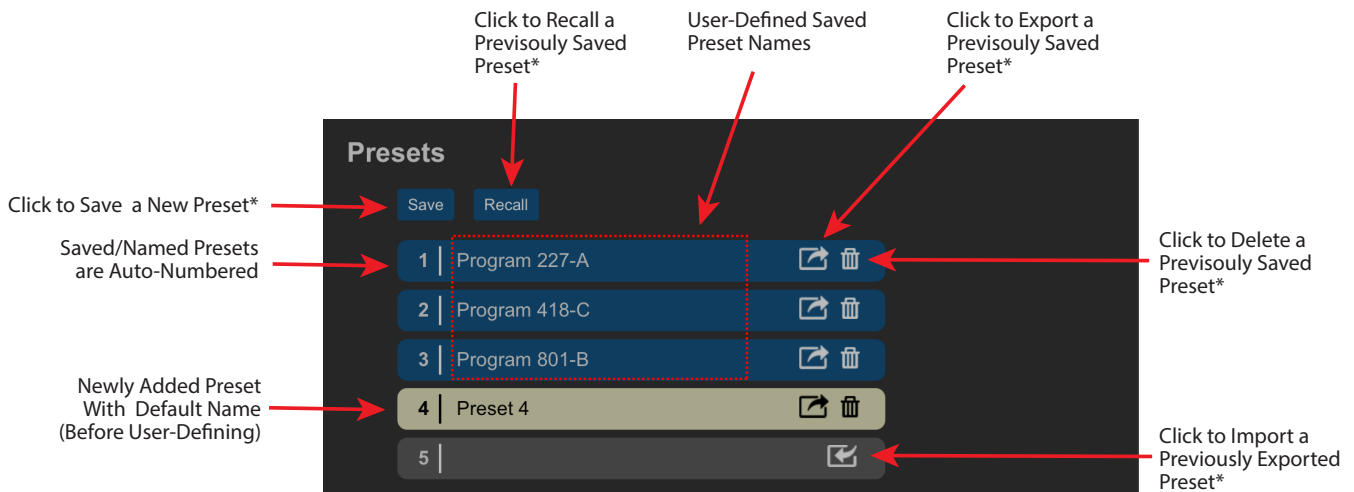 Click to Recall a
Previsouly Saved
Preset*
User-Defined Saved
Preset Names
Click to Export a
Previsouly Saved
Preset*
Presets
Click to Save  a New Preset*
Save
Recall
Saved/Named Presets
are Auto-Numbered
1 Program 227-A
Click to Delete a
Previsouly Saved
Preset*
2 Program 418-C
3 Program 801-B
Newly Added Preset
With  Default Name
(Before User-Defining)
4 Preset 4
5
Click to Import a
Previously Exported
Preset*